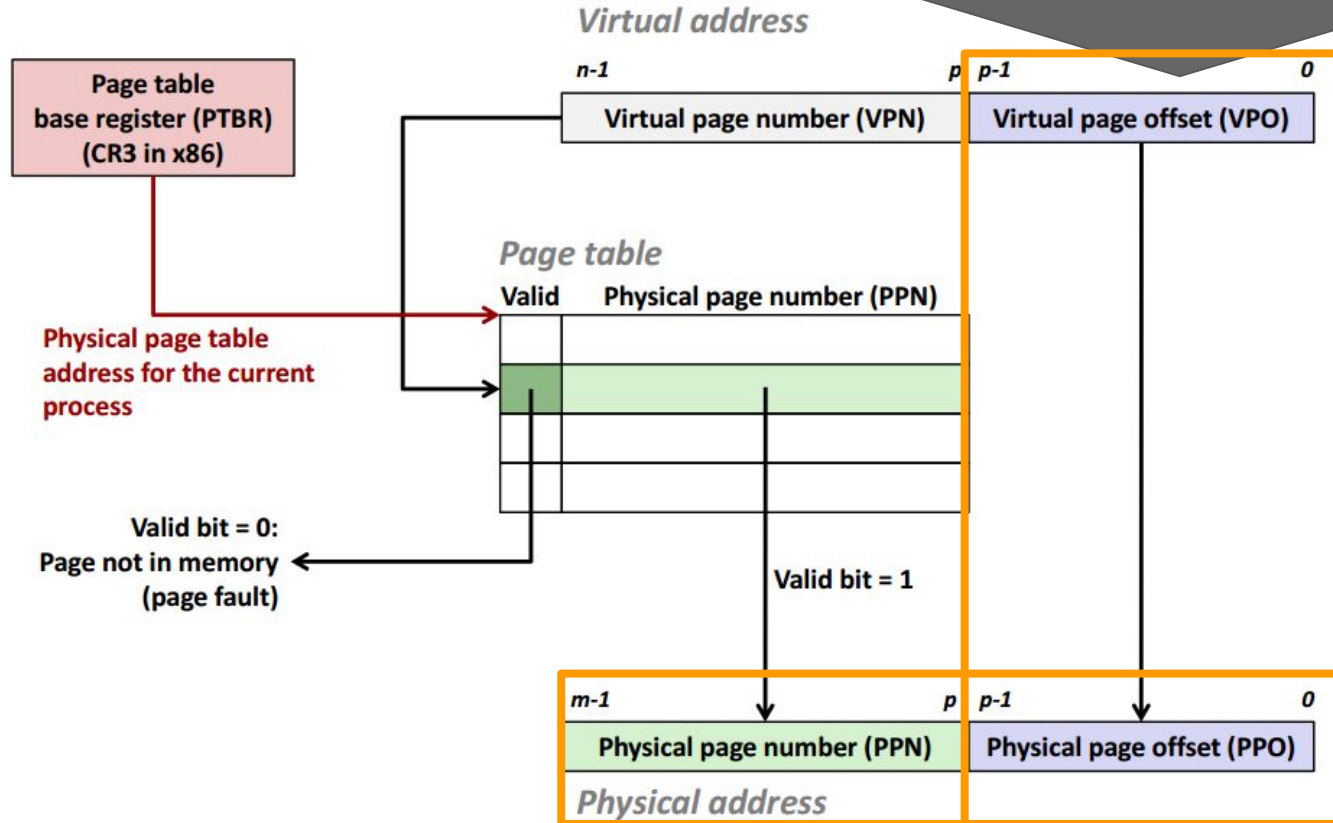 Virtual address
n-1 p p-1 0
Page table
base register (PTBR)
(CR3 in x86)
Virtual page number (VPN) Virtual page offset (VPO)
Page table
Valid Physical page number (PPN)
Physical page table
address for the current
process
Valid bit = 0:
Page not in memory
(page fault)
Valid bit = 1
m-1 p p-1 0
Physical page number (PPN) Physical page offset (PPO)
Physical address